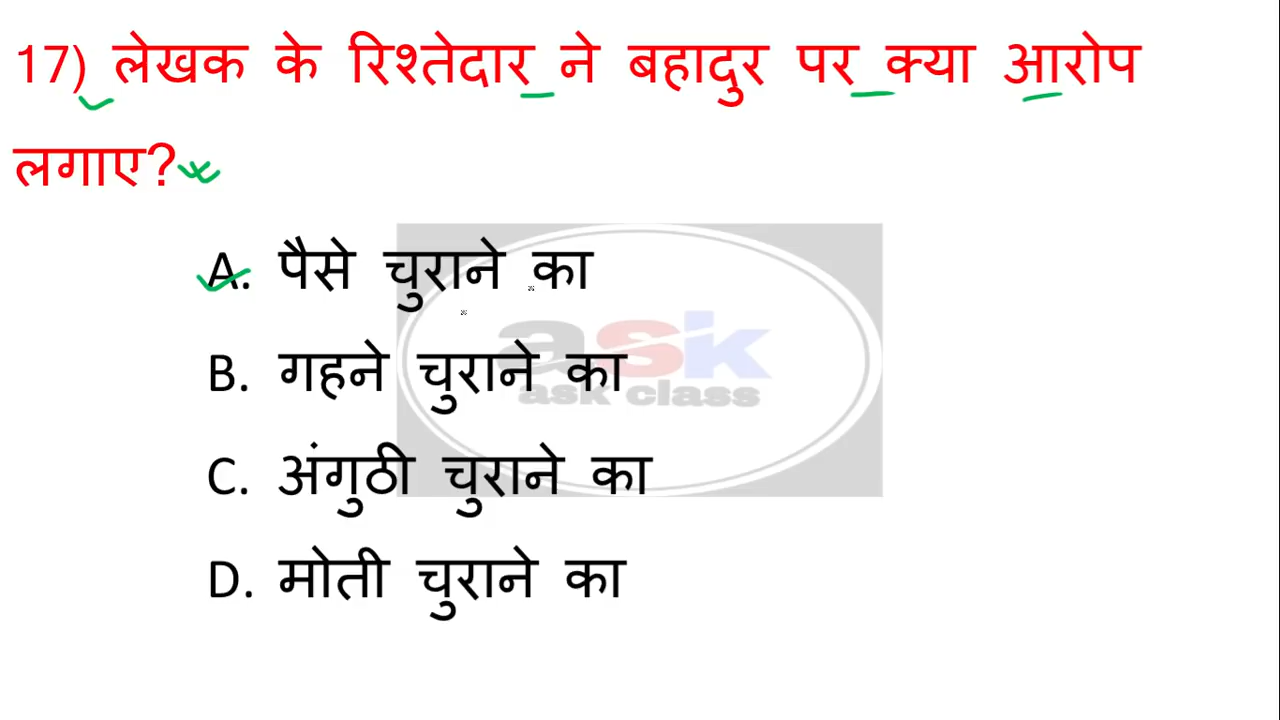 17) लेखक के रिश्तेदार ने बहादुर पर क्या आरोप
लगाए?
A. पैसे चुराने का
B. गहने चुराने का
C. अंगुठी चुराने का
D. मोती चुराने का
ask
ask class